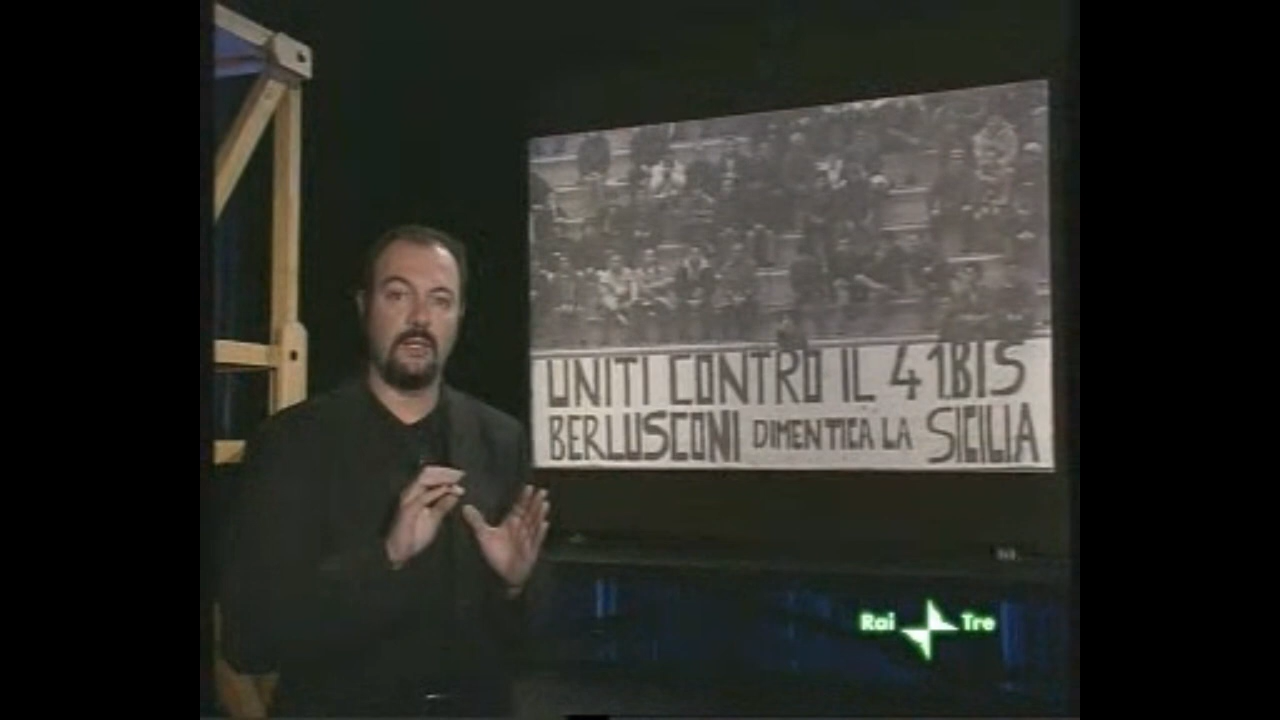 UNITI CONTRO IL 41BIS
BERLUSCONI DIMENTICA LA SICILIA
Rai Tre